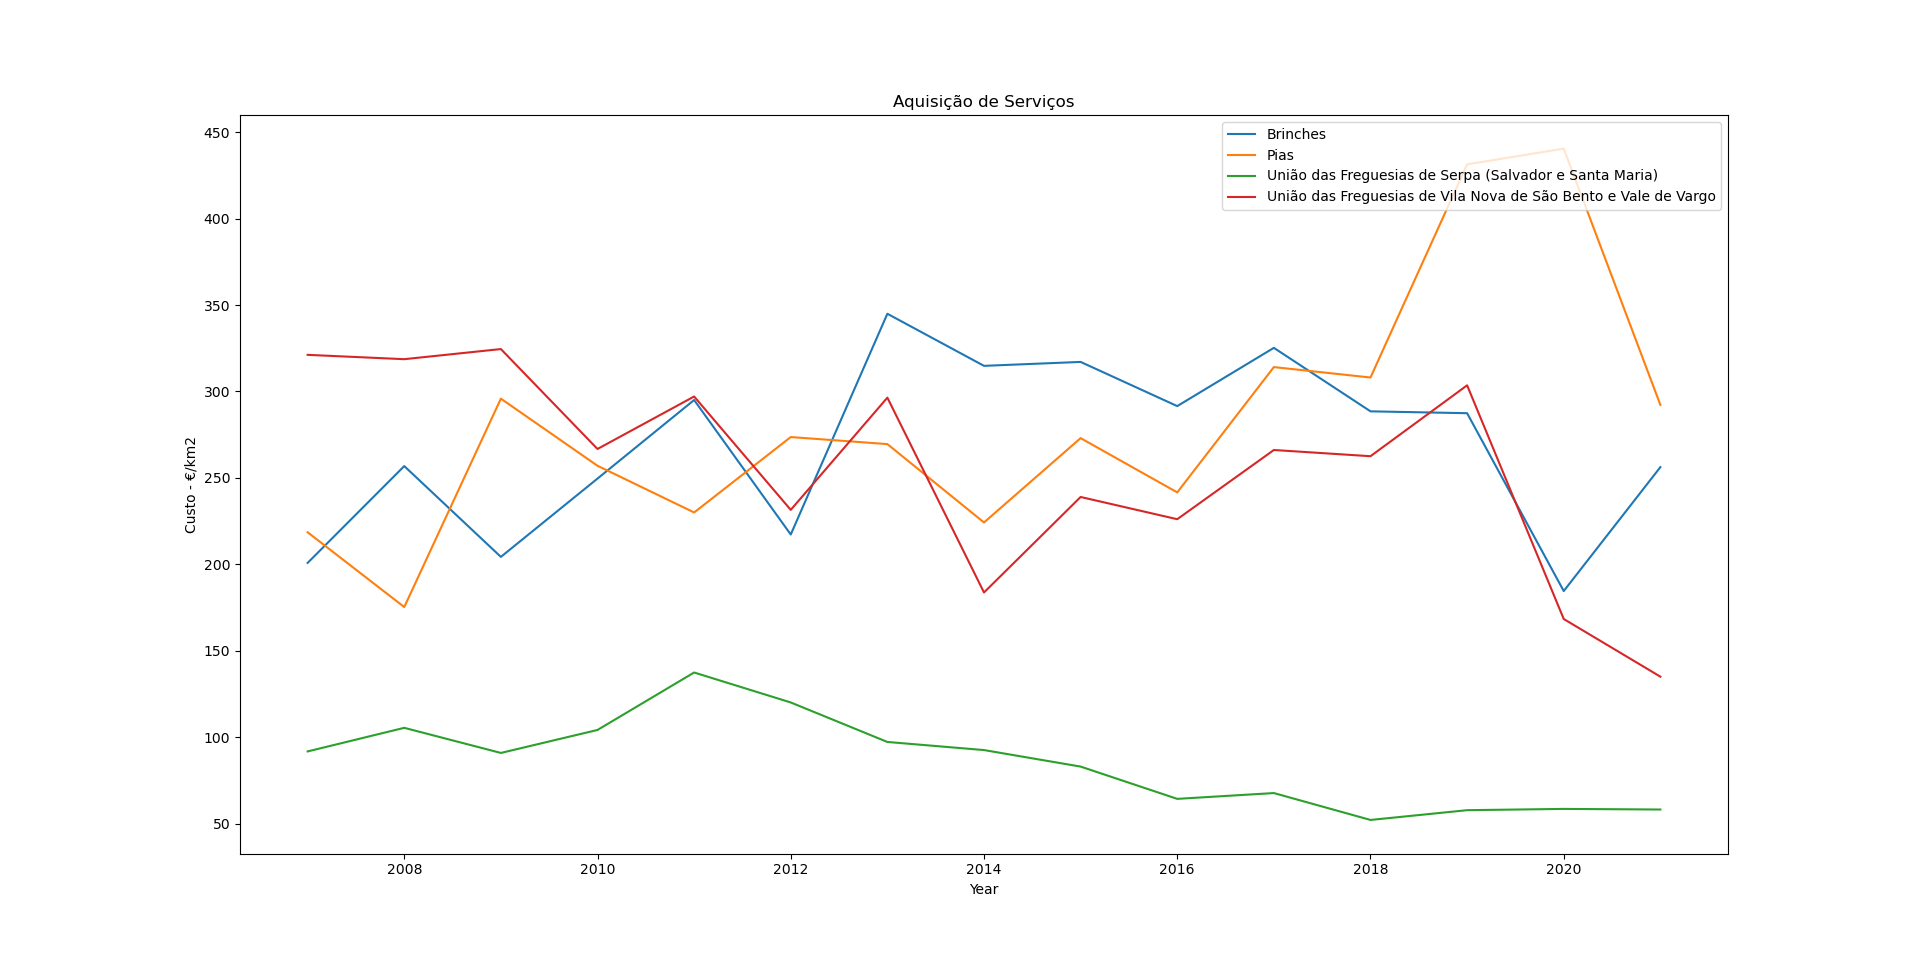 Aquisição de Serviços
Brinches
Pias
União das Freguesias de Serpa (Salvador e Santa Maria)
União das Freguesias de Vila Nova de São Bento e Vale de Vargo
450
400
350
300
250
200
150
100
50
Custo - €/km2
2008
2010
2012
2014
2016
2018
2020
Year